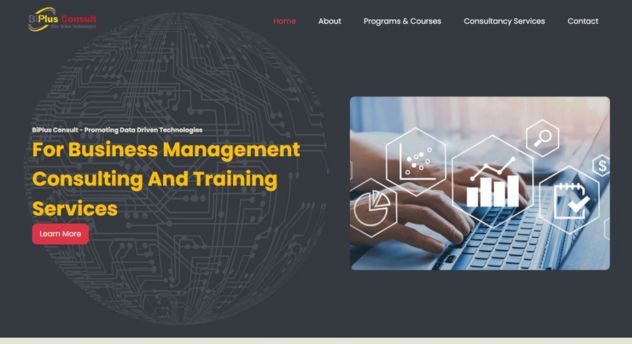 BiPlus Consult
Home About Programs & Courses Consultancy Services Contact
BiPlus Consult - Promoting Data Driven Technologies
For Business Management
Consulting And Training
Services
Learn More
$